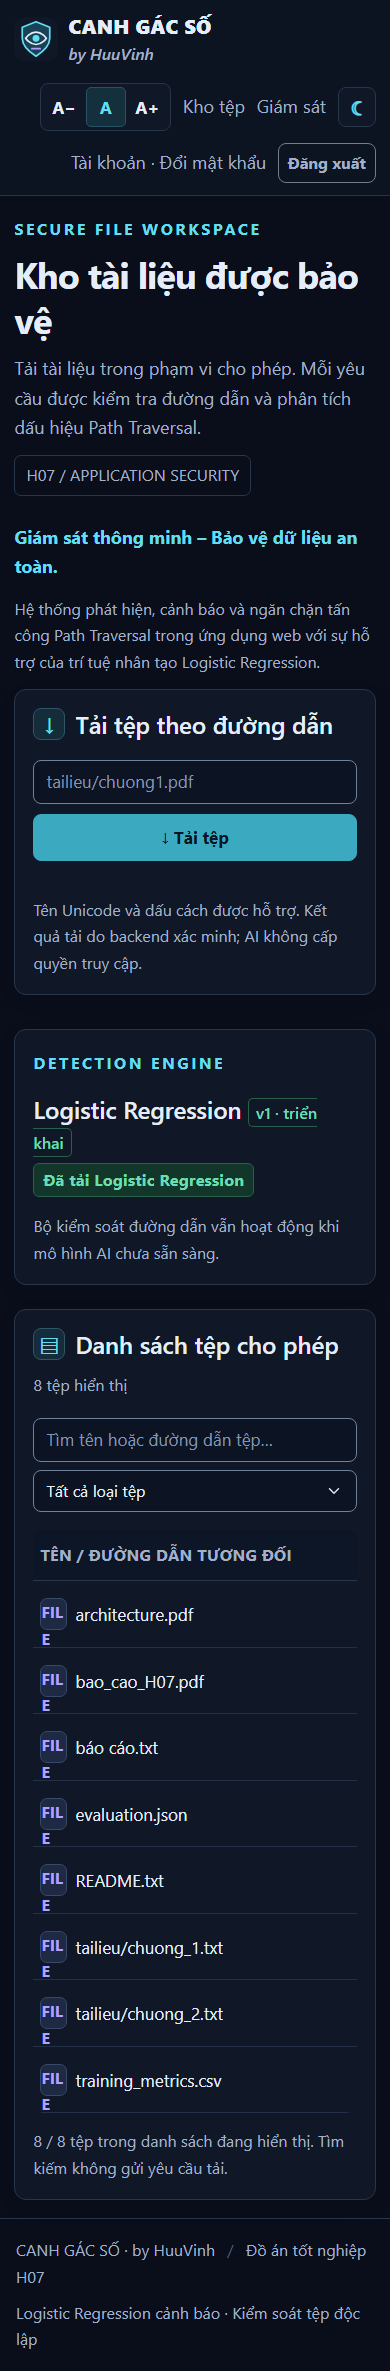 CANH GÁC SỐ
by HuuVinh
A− A A+ Kho tệp Giám sát ☾
Tài khoản · Đổi mật khẩu Đăng xuất
SECURE FILE WORKSPACE
Kho tài liệu được bảo
vệ
Tải tài liệu trong phạm vi cho phép. Mỗi yêu
cầu được kiểm tra đường dẫn và phân tích
dấu hiệu Path Traversal.
H07 / APPLICATION SECURITY
Giám sát thông minh – Bảo vệ dữ liệu an
toàn.
Hệ thống phát hiện, cảnh báo và ngăn chặn tấn
công Path Traversal trong ứng dụng web với sự hỗ
trợ của trí tuệ nhân tạo Logistic Regression.
↓ Tải tệp theo đường dẫn
tailieu/chuong1.pdf
↓ Tải tệp
Tên Unicode và dấu cách được hỗ trợ. Kết
quả tải do backend xác minh; AI không cấp
quyền truy cập.
DETECTION ENGINE
Logistic Regression v1 · triển
khai
Đã tải Logistic Regression
Bộ kiểm soát đường dẫn vẫn hoạt động khi
mô hình AI chưa sẵn sàng.
▤ Danh sách tệp cho phép
8 tệp hiển thị
Tìm tên hoặc đường dẫn tệp...
Tất cả loại tệp
TÊN / ĐƯỜNG DẪN TƯƠNG ĐỐI
FIL architecture.pdf
E
FIL bao_cao_H07.pdf
E
FIL báo cáo.txt
E
FIL evaluation.json
E
FIL README.txt
E
FIL tailieu/chuong_1.txt
E
FIL tailieu/chuong_2.txt
E
FIL training_metrics.csv
E
8 / 8 tệp trong danh sách đang hiển thị. Tìm
kiếm không gửi yêu cầu tải.
CANH GÁC SỐ · by HuuVinh / Đồ án tốt nghiệp
H07
Logistic Regression cảnh báo · Kiểm soát tệp độc
lập